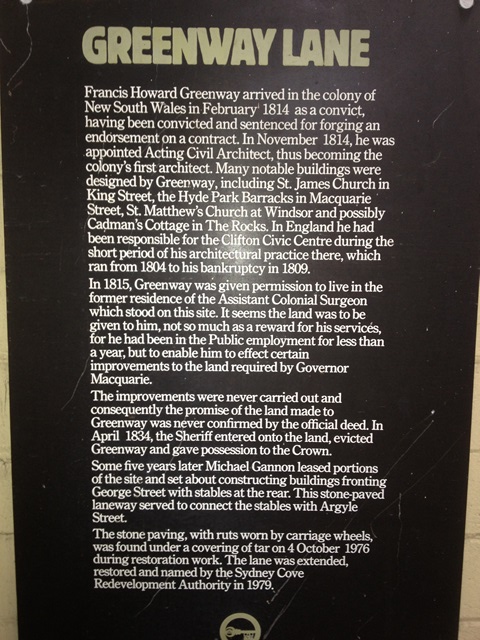 GREENWAY LANE
Francis Howard Greenway arrived in the colony of
New South Wales in February 1814 as a convict,
having been convicted and sentenced for forging an
endorsement on a contract. In November 1814, he was
appointed Acting Civil Architect, thus becoming the
colony's first architect. Many notable buildings were
designed by Greenway, including St. James Church in
King Street, the Hyde Park Barracks in Macquarie
Street, St. Matthew's Church at Windsor and possibly
Cadman's Cottage in The Rocks. In England he had
been responsible for the Clifton Civic Centre during the
short period of his architectural practice there, which
ran from 1804 to his bankruptcy in 1809.
In 1815, Greenway was given permission to live in the
former residence of the Assistant Colonial Surgeon
which stood on this site. It seems the land was to be
given to him, not so much as a reward for his services,
for he had been in the Public employment for less than
a year, but to enable him to effect certain
improvements to the land required by Governor
Macquarie.
The improvements were never carried out and
consequently the promise of the land made to
Greenway was never confirmed by the official deed. In
April 1834, the Sheriff entered onto the land, evicted
Greenway and gave possession to the Crown.
Some five years later Michael Gannon leased portions
of the site and set about constructing buildings fronting
George Street with stables at the rear. This stone-paved
laneway served to connect the stables with Argyle
Street.
The stone paving, with ruts worn by carriage wheels,
was found under a covering of tar on 4 October 1976
during restoration work. The lane was extended,
restored and named by the Sydney Cove
Redevelopment Authority in 1979.